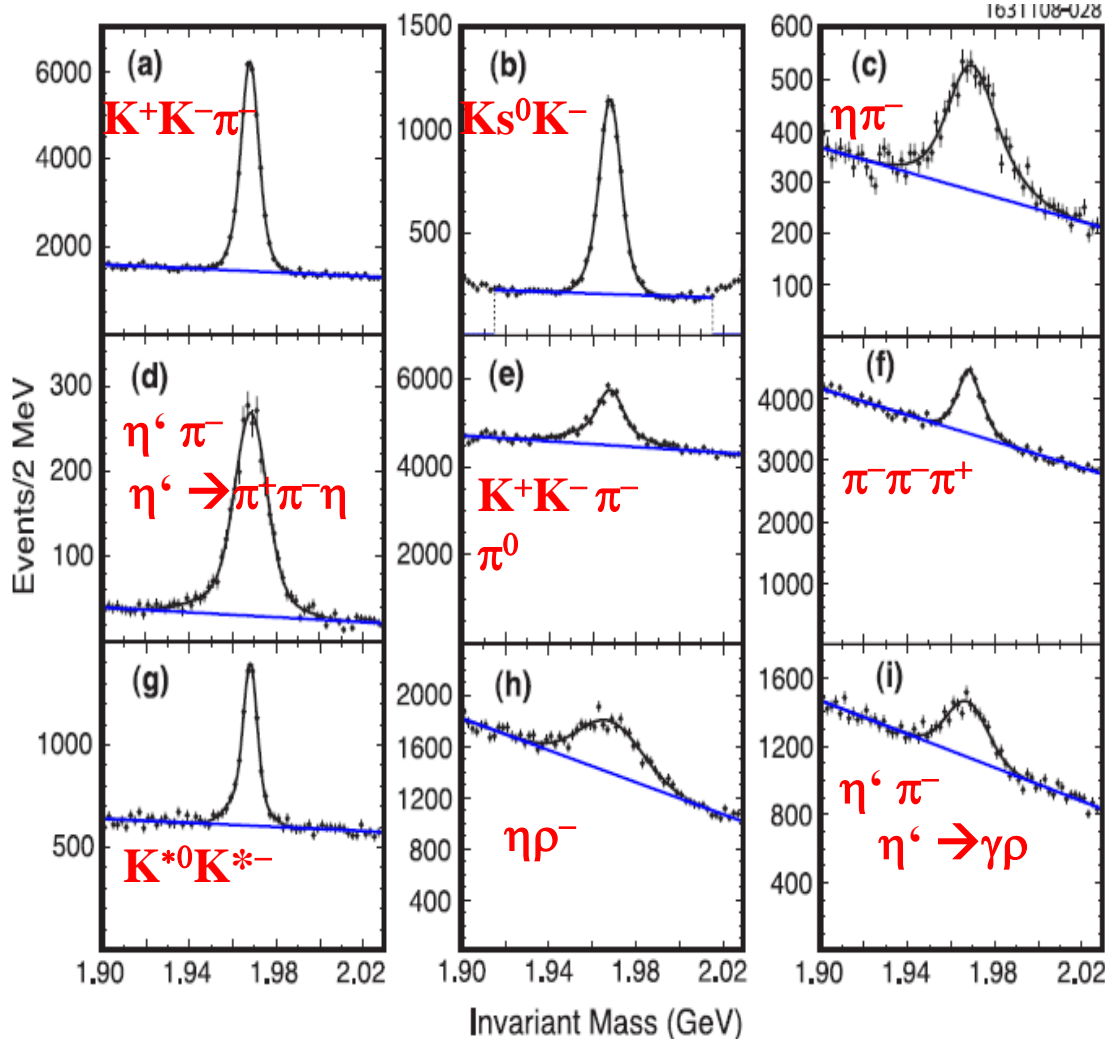 1631108-028
(a)
K⁺K⁻π⁻
6000
4000
2000
(b)
Ks⁰K⁻
1500
1000
500
(c)
ηπ⁻
600
500
400
300
200
100
(d)
η‘ π⁻
η‘ →π⁺π⁻η
300
200
100
(e)
K⁺K⁻ π⁻
π⁰
6000
4000
2000
(f)
π⁻π⁻π⁺
4000
3000
2000
1000
(g)
K*⁰K*⁻
1000
500
(h)
ηρ⁻
2000
1600
1200
800
400
(i)
η‘ π⁻
η‘ →γρ
1600
1200
800
400
Events/2 MeV
1.90 1.94 1.98 2.02
1.90 1.94 1.98 2.02
1.90 1.94 1.98 2.02
Invariant Mass (GeV)